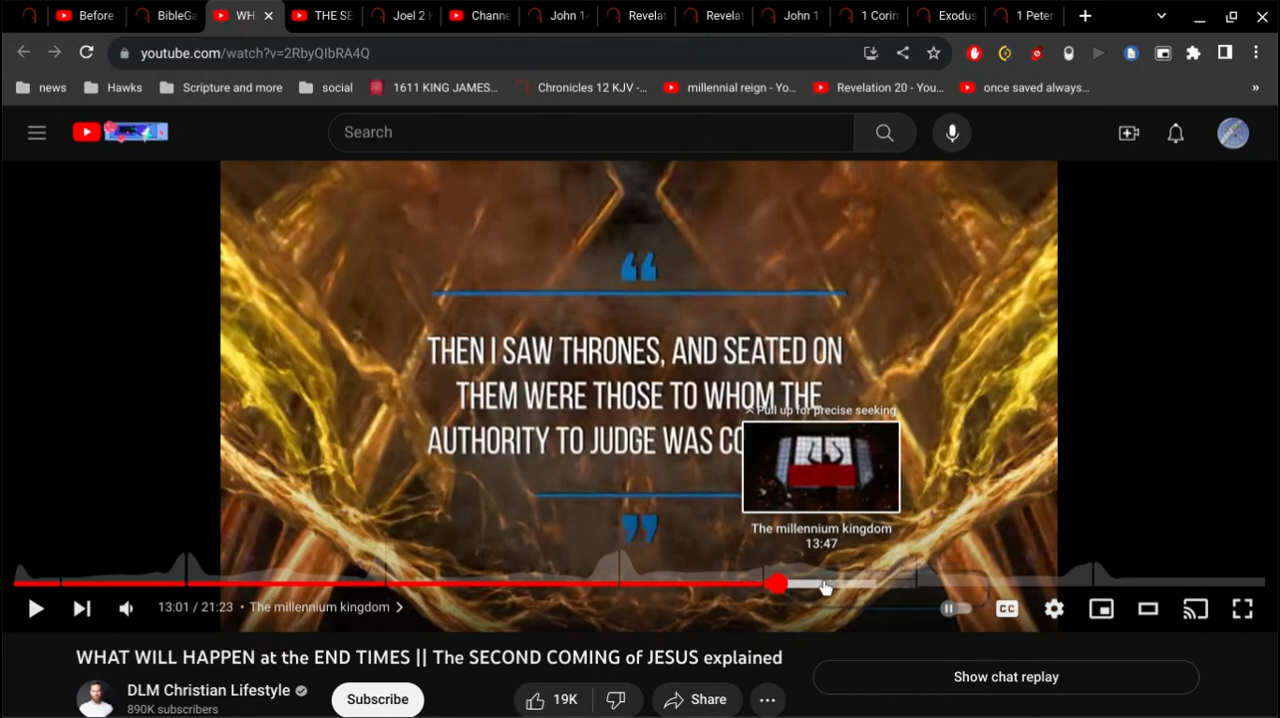 Before
BibleGa
WH
THE SE
Joel 2
Chann
John 1
Revelat
Revela
John 1
1 Corin
Exodus
1 Peter
youtube.com/watch?v=2RbyQIbRA4Q
news
Hawks
Scripture and more
social
1611 KING JAMES...
Chronicles 12 KJV -...
millennial reign - Yo...
Revelation 20 - You...
once saved always...
»
Search
THEN I SAW THRONES, AND SEATED ON
THEM WERE THOSE TO WHOM THE
Pull up for precise seeking
AUTHORITY TO JUDGE WAS CO
The millennium kingdom
13:47
13:01 / 21:23 • The millennium kingdom
CC
WHAT WILL HAPPEN at the END TIMES || The SECOND COMING of JESUS explained
Show chat replay
DLM Christian Lifestyle
890K subscribers
Subscribe
19K
Share